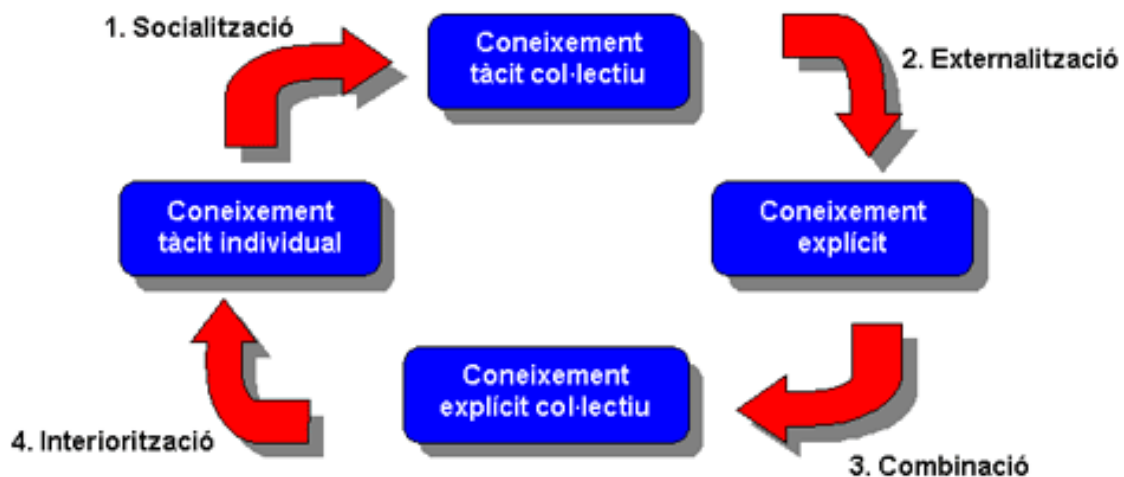 1. Socialització
Coneixement
tàcit col·lectiu
2. Externalització
Coneixement
tàcit individual
Coneixement
explícit
Coneixement
explícit col·lectiu
4. Interiorització
3. Combinació